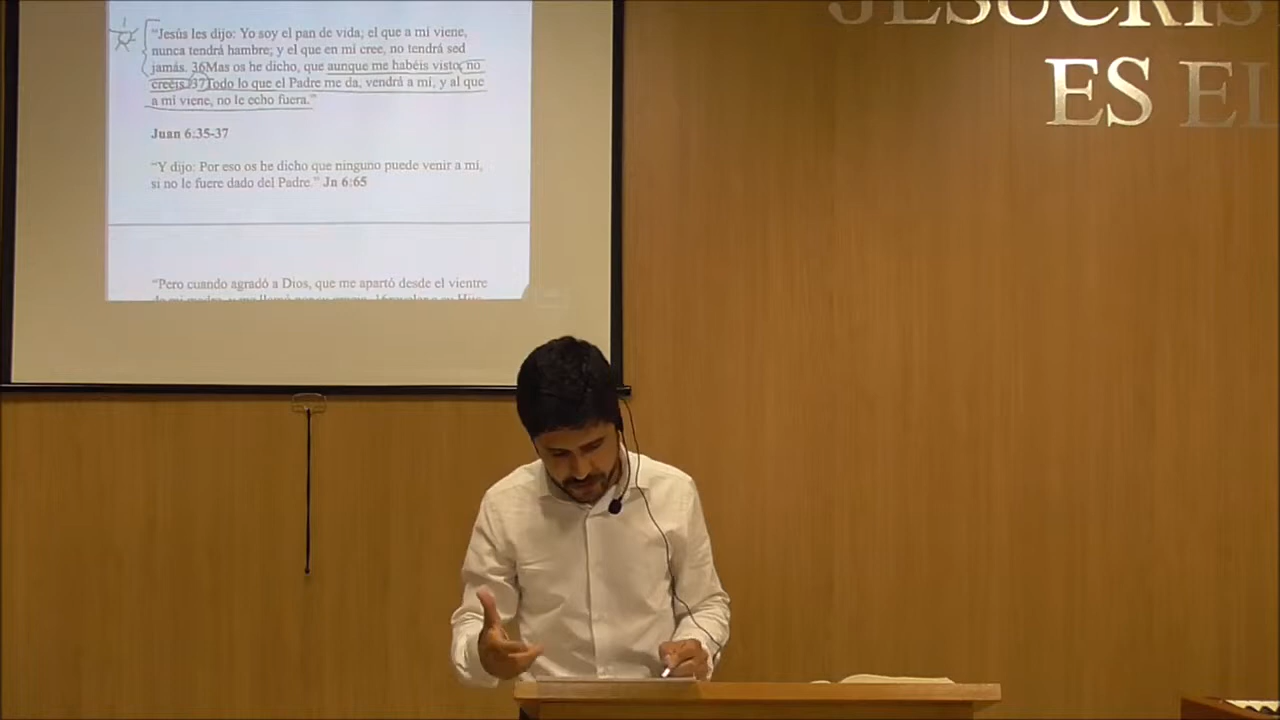 "Jesús les dijo: Yo soy el pan de vida; el que a mí viene,
nunca tendrá hambre; y el que en mí cree, no tendrá sed
jamás. 36Mas os he dicho, que aunque me habéis visto, no
creéis. 37Todo lo que el Padre me da, vendrá a mí, y al que
a mí viene, no le echo fuera."
Juan 6:35-37
"Y dijo: Por eso os he dicho que ninguno puede venir a mí,
si no le fuere dado del Padre." Jn 6:65
"Pero cuando agradó a Dios, que me apartó desde el vientre
JESUCRIS
ES EL